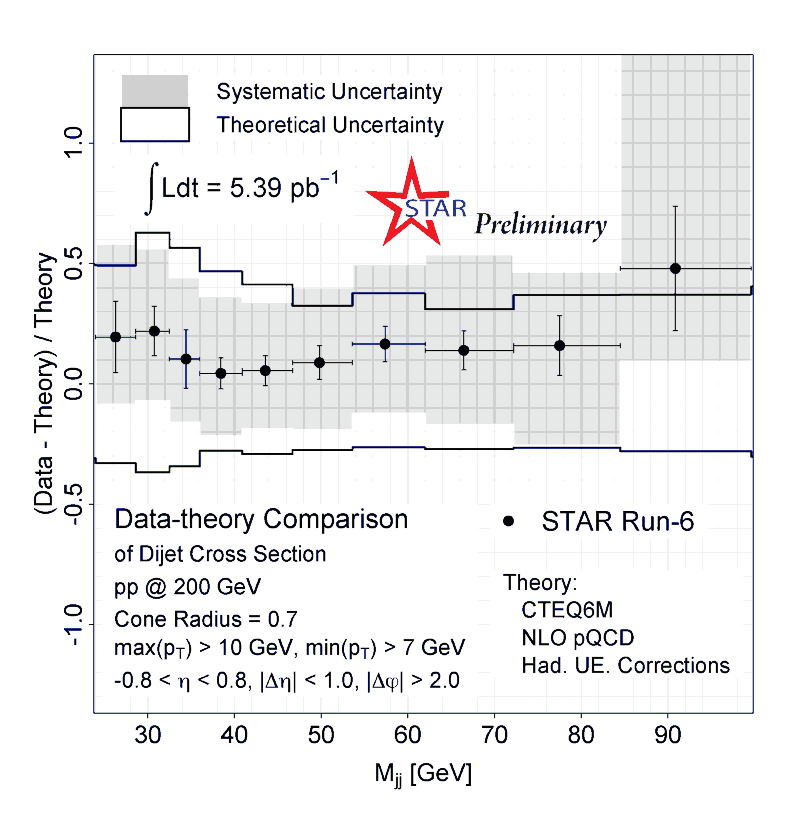 Systematic Uncertainty
Theoretical Uncertainty
∫Ldt = 5.39 pb⁻¹
STAR Preliminary
(Data - Theory) / Theory
1.0
0.5
0.0
-0.5
-1.0
Data-theory Comparison
of Dijet Cross Section
pp @ 200 GeV
Cone Radius = 0.7
max(p_T) > 10 GeV, min(p_T) > 7 GeV
-0.8 < η < 0.8, |Δη| < 1.0, |Δφ| > 2.0
STAR Run-6
Theory:
CTEQ6M
NLO pQCD
Had. UE. Corrections
30 40 50 60 70 80 90
M_jj [GeV]